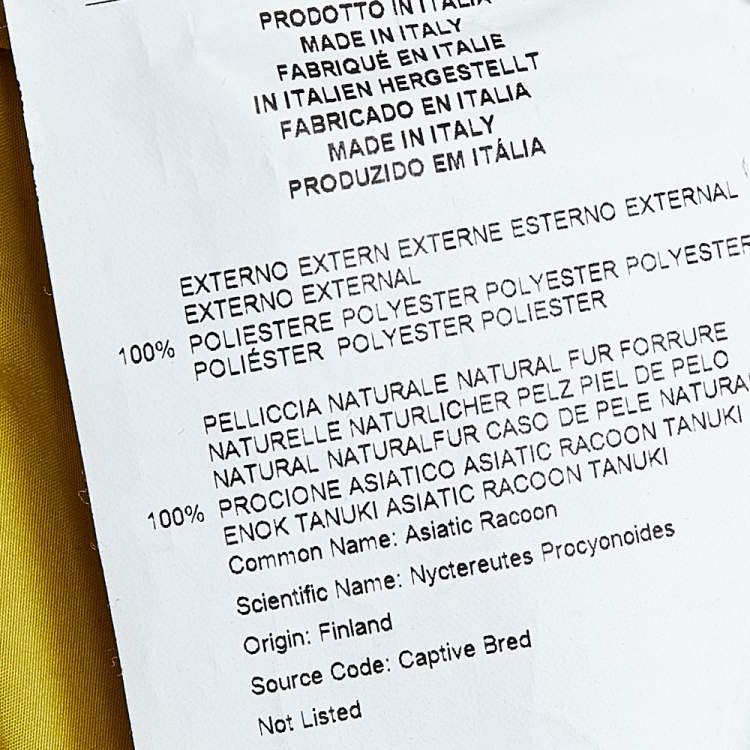 PRODOTTO IN ITALIA
MADE IN ITALY
FABRIQUÉ EN ITALIE
IN ITALIEN HERGESTELLT
FABRICADO EN ITALIA
MADE IN ITALY
PRODUZIDO EM ITÁLIA
EXTERNO EXTERN EXTERNE ESTERNO EXTERNAL
EXTERNO EXTERNAL
100% POLIESTERE POLYESTER POLYESTER POLYESTER
POLIÉSTER POLYESTER POLIESTER
PELLICCIA NATURALE NATURAL FUR FORRURE
NATURELLE NATURLICHER PELZ PIEL DE PELO
NATURAL NATURALFUR CASO DE PELE
100% PROCIONE ASIATICO ASIATIC RACOON TANUKI
ENOK TANUKI ASIATIC RACOON TANUKI
Common Name: Asiatic Racoon
Scientific Name: Nyctereutes Procyonoides
Origin: Finland
Source Code: Captive Bred
Not Listed